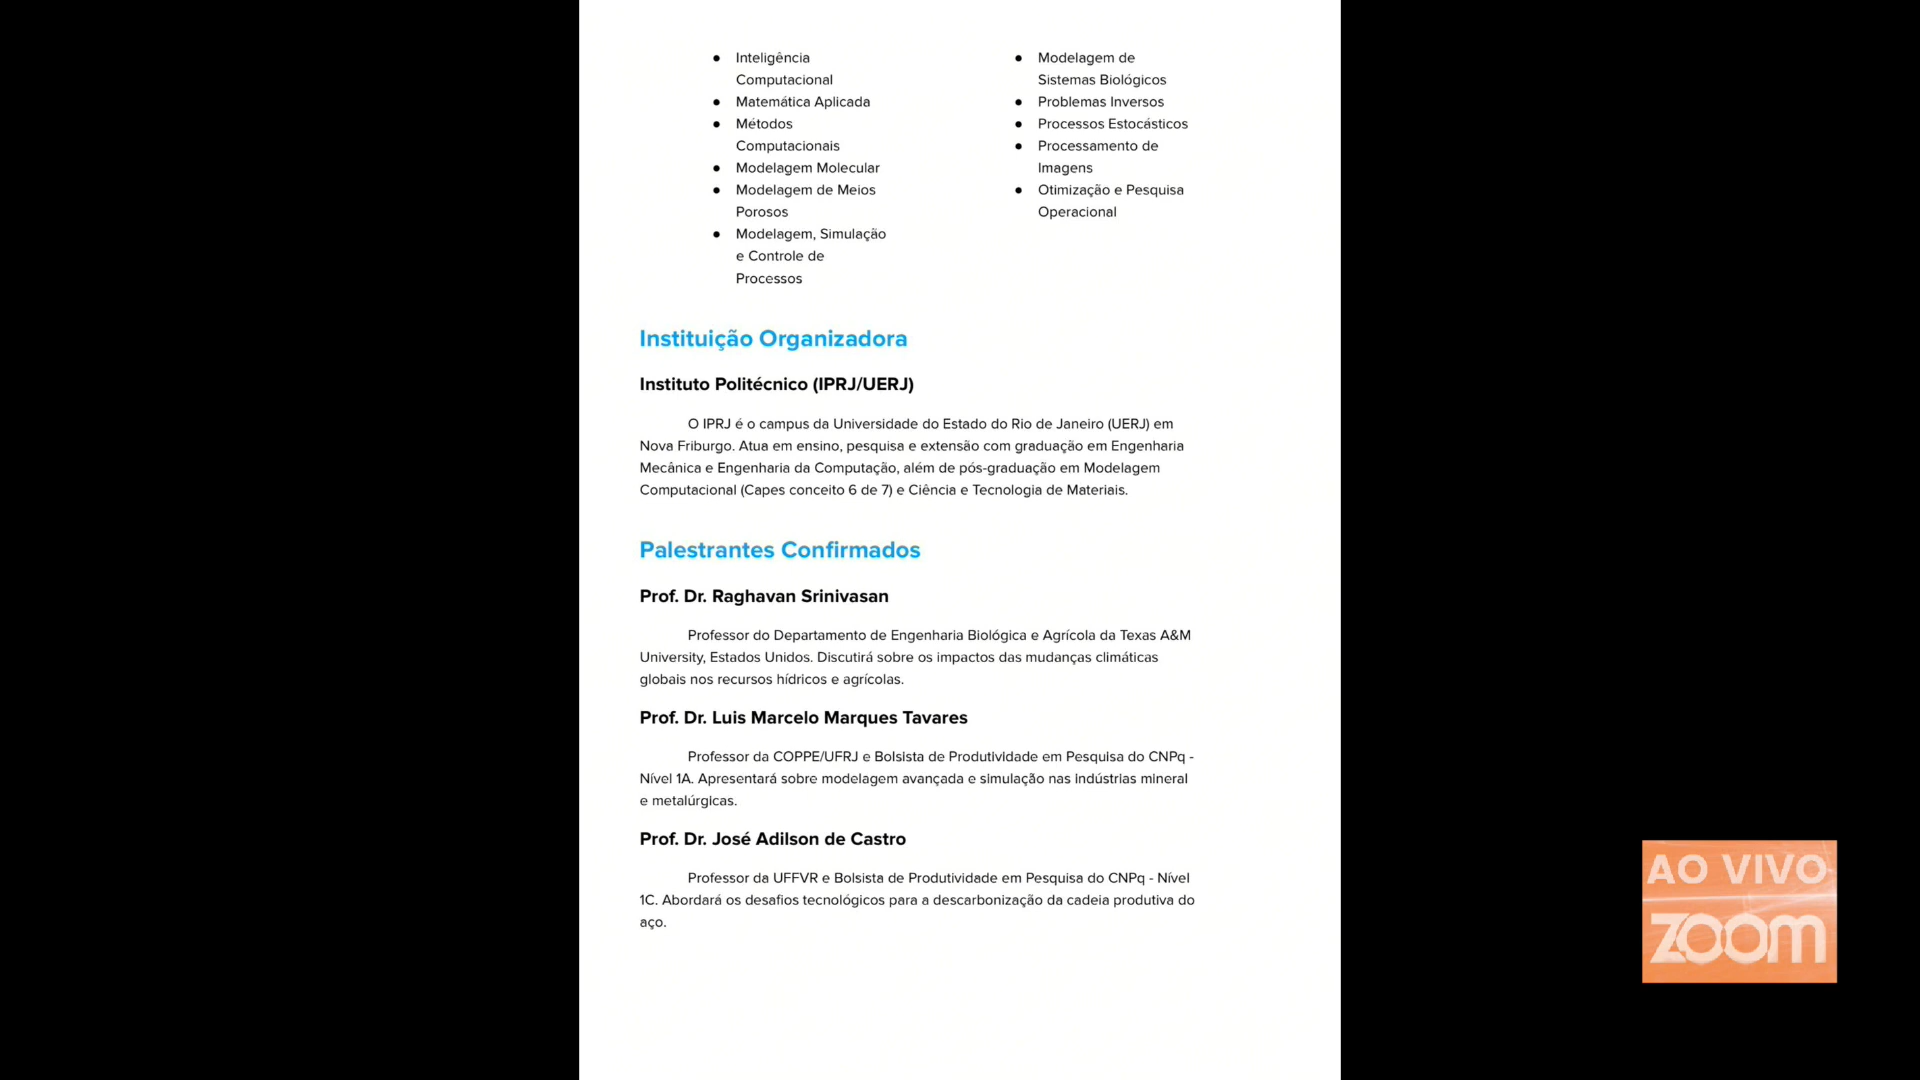 ● Inteligência
Computacional
● Matemática Aplicada
● Métodos
Computacionais
● Modelagem Molecular
● Modelagem de Meios
Porosos
● Modelagem, Simulação
e Controle de
Processos
● Modelagem de
Sistemas Biológicos
● Problemas Inversos
● Processos Estocásticos
● Processamento de
Imagens
● Otimização e Pesquisa
Operacional
Instituição Organizadora
Instituto Politécnico (IPRJ/UERJ)
O IPRJ é o campus da Universidade do Estado do Rio de Janeiro (UERJ) em
Nova Friburgo. Atua em ensino, pesquisa e extensão com graduação em Engenharia
Mecânica e Engenharia da Computação, além de pós-graduação em Modelagem
Computacional (Capes conceito 6 de 7) e Ciência e Tecnologia de Materiais.
Palestrantes Confirmados
Prof. Dr. Raghavan Srinivasan
Professor do Departamento de Engenharia Biológica e Agrícola da Texas A&M
University, Estados Unidos. Discutirá sobre os impactos das mudanças climáticas
globais nos recursos hídricos e agrícolas.
Prof. Dr. Luis Marcelo Marques Tavares
Professor da COPPE/UFRJ e Bolsista de Produtividade em Pesquisa do CNPq -
Nível 1A. Apresentará sobre modelagem avançada e simulação nas indústrias mineral
e metalúrgicas.
Prof. Dr. José Adilson de Castro
Professor da UFFVR e Bolsista de Produtividade em Pesquisa do CNPq - Nível
1C. Abordará os desafios tecnológicos para a descarbonização da cadeia produtiva do
aço.
AO VIVO
ZOOM